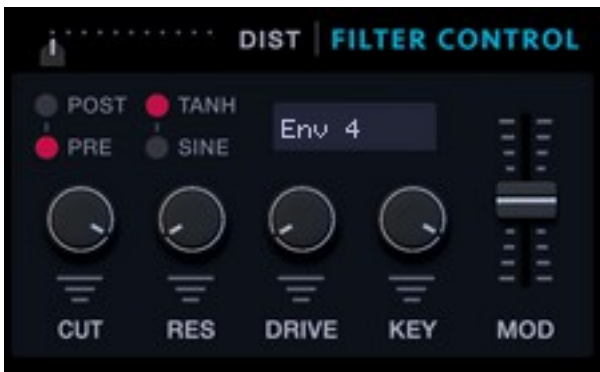 DIST | FILTER CONTROL
POST TANH
Env 4
PRE SINE
CUT RES DRIVE KEY MOD